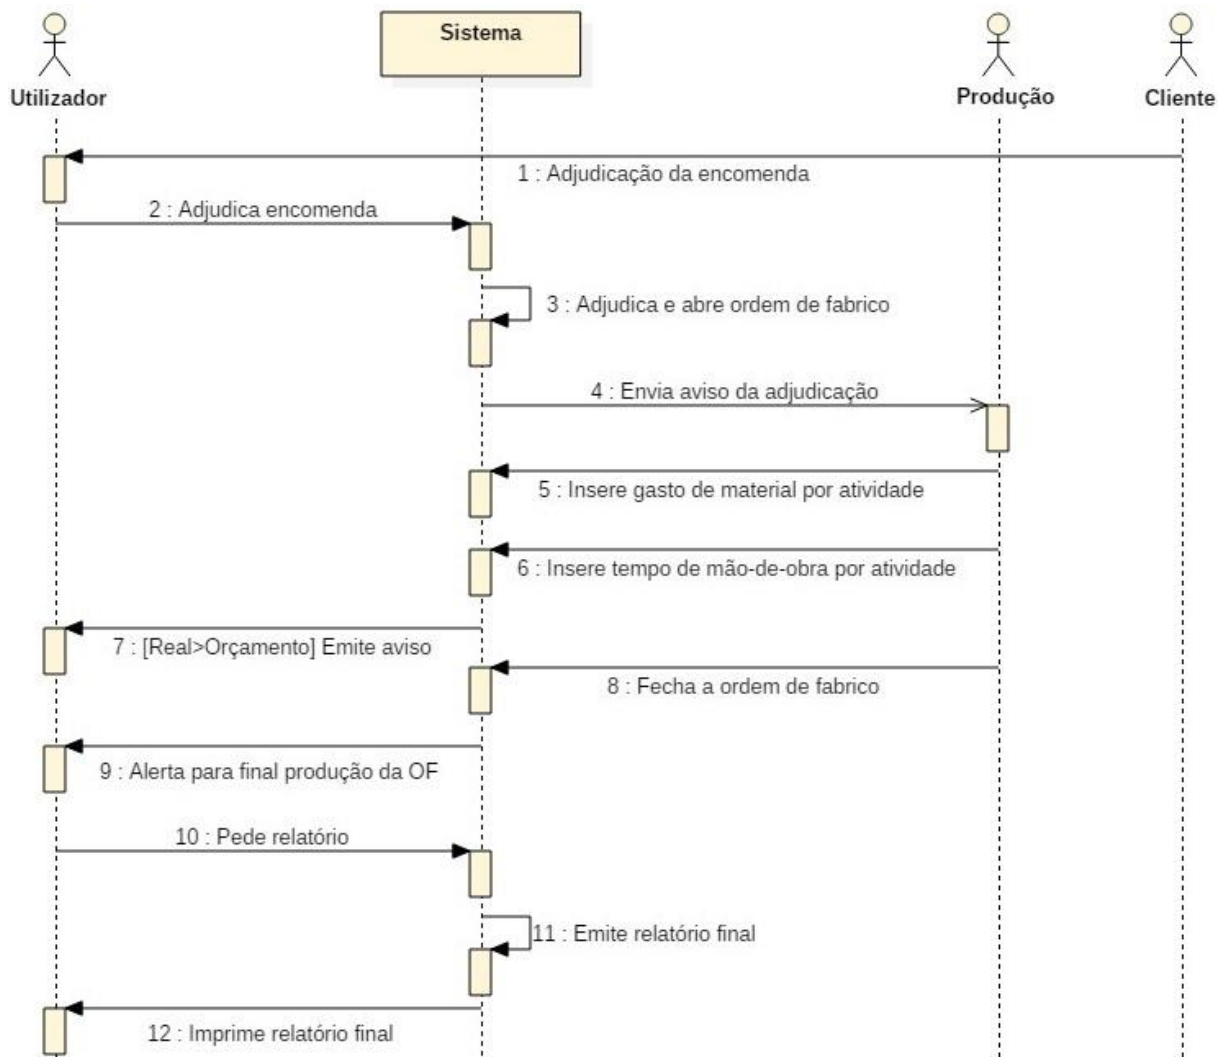 Sistema
Utilizador
Produção
Cliente
1 : Adjudicação da encomenda
2 : Adjudica encomenda
3 : Adjudica e abre ordem de fabrico
4 : Envia aviso da adjudicação
5 : Insere gasto de material por atividade
6 : Insere tempo de mão-de-obra por atividade
7 : [Real>Orçamento] Emite aviso
8 : Fecha a ordem de fabrico
9 : Alerta para final produção da OF
10 : Pede relatório
11 : Emite relatório final
12 : Imprime relatório final